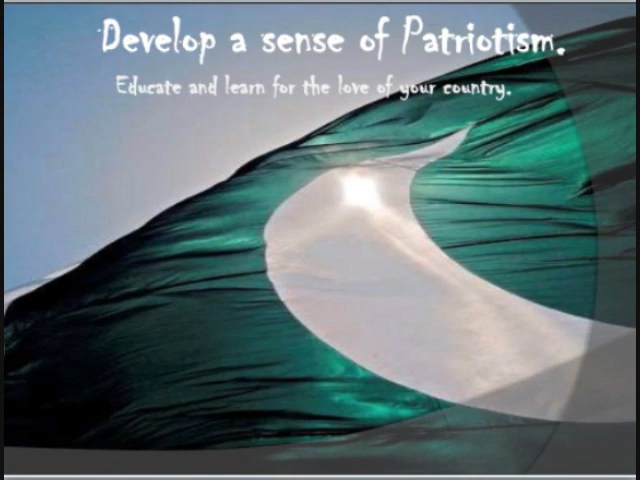 Develop a sense of Patriotism.
Educate and learn for the love of your country.